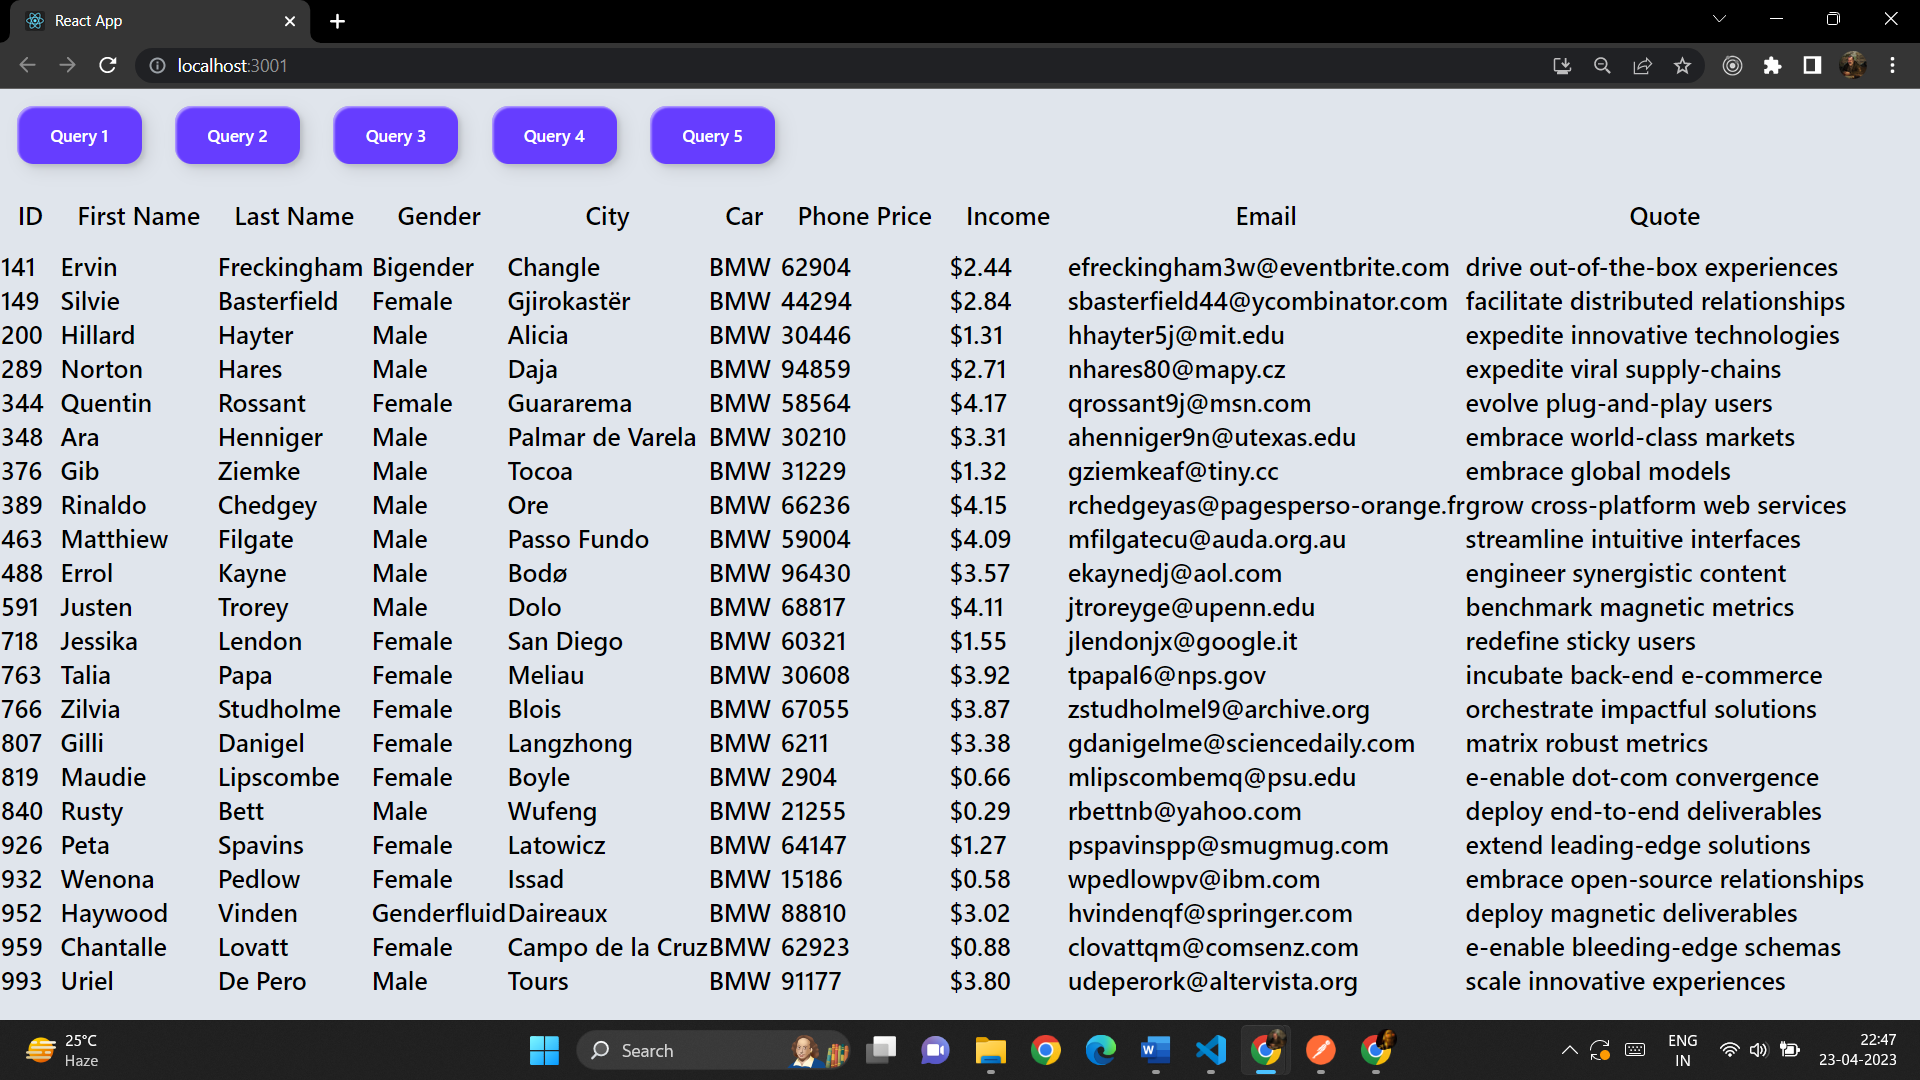 React App
localhost:3001
Query 1 Query 2 Query 3 Query 4 Query 5
ID First Name Last Name Gender City Car Phone Price Income Email Quote
141 Ervin Freckingham Bigender Changle BMW 62904 $2.44 efreckingham3w@eventbrite.com drive out-of-the-box experiences
149 Silvie Basterfield Female Gjirokastër BMW 44294 $2.84 sbasterfield44@ycombinator.com facilitate distributed relationships
200 Hillard Hayter Male Alicia BMW 30446 $1.31 hhayter5j@mit.edu expedite innovative technologies
289 Norton Hares Male Daja BMW 94859 $2.71 nhares80@mapy.cz expedite viral supply-chains
344 Quentin Rossant Female Guararema BMW 58564 $4.17 qrossant9j@msn.com evolve plug-and-play users
348 Ara Henniger Male Palmar de Varela BMW 30210 $3.31 ahenniger9n@utexas.edu embrace world-class markets
376 Gib Ziemke Male Tocoa BMW 31229 $1.32 gziemkeaf@tiny.cc embrace global models
389 Rinaldo Chedgey Male Ore BMW 66236 $4.15 rchedgeyas@pagesperso-orange.fr grow cross-platform web services
463 Matthiew Filgate Male Passo Fundo BMW 59004 $4.09 mfilgatecu@auda.org.au streamline intuitive interfaces
488 Errol Kayne Male Bodø BMW 96430 $3.57 ekaynedj@aol.com engineer synergistic content
591 Justen Trorey Male Dolo BMW 68817 $4.11 jtroreyge@upenn.edu benchmark magnetic metrics
718 Jessika Lendon Female San Diego BMW 60321 $1.55 jlendonjx@google.it redefine sticky users
763 Talia Papa Female Meliau BMW 30608 $3.92 tpapal6@nps.gov incubate back-end e-commerce
766 Zilvia Studholme Female Blois BMW 67055 $3.87 zstudholmel9@archive.org orchestrate impactful solutions
807 Gilli Danigel Female Langzhong BMW 6211 $3.38 gdanigelme@sciencedaily.com matrix robust metrics
819 Maudie Lipscombe Female Boyle BMW 2904 $0.66 mlipscombemq@psu.edu e-enable dot-com convergence
840 Rusty Bett Male Wufeng BMW 21255 $0.29 rbettnb@yahoo.com deploy end-to-end deliverables
926 Peta Spavins Female Latowicz BMW 64147 $1.27 pspavinspp@smugmug.com extend leading-edge solutions
932 Wenona Pedlow Female Issad BMW 15186 $0.58 wpedlowpv@ibm.com embrace open-source relationships
952 Haywood Vinden Genderfluid Daireaux BMW 88810 $3.02 hvindenqf@springer.com deploy magnetic deliverables
959 Chantalle Lovatt Female Campo de la Cruz BMW 62923 $0.88 clovattqm@comsenz.com e-enable bleeding-edge schemas
993 Uriel De Pero Male Tours BMW 91177 $3.80 udeperork@altervista.org scale innovative experiences
25°C
Haze
Search
ENG
IN
22:47
23-04-2023